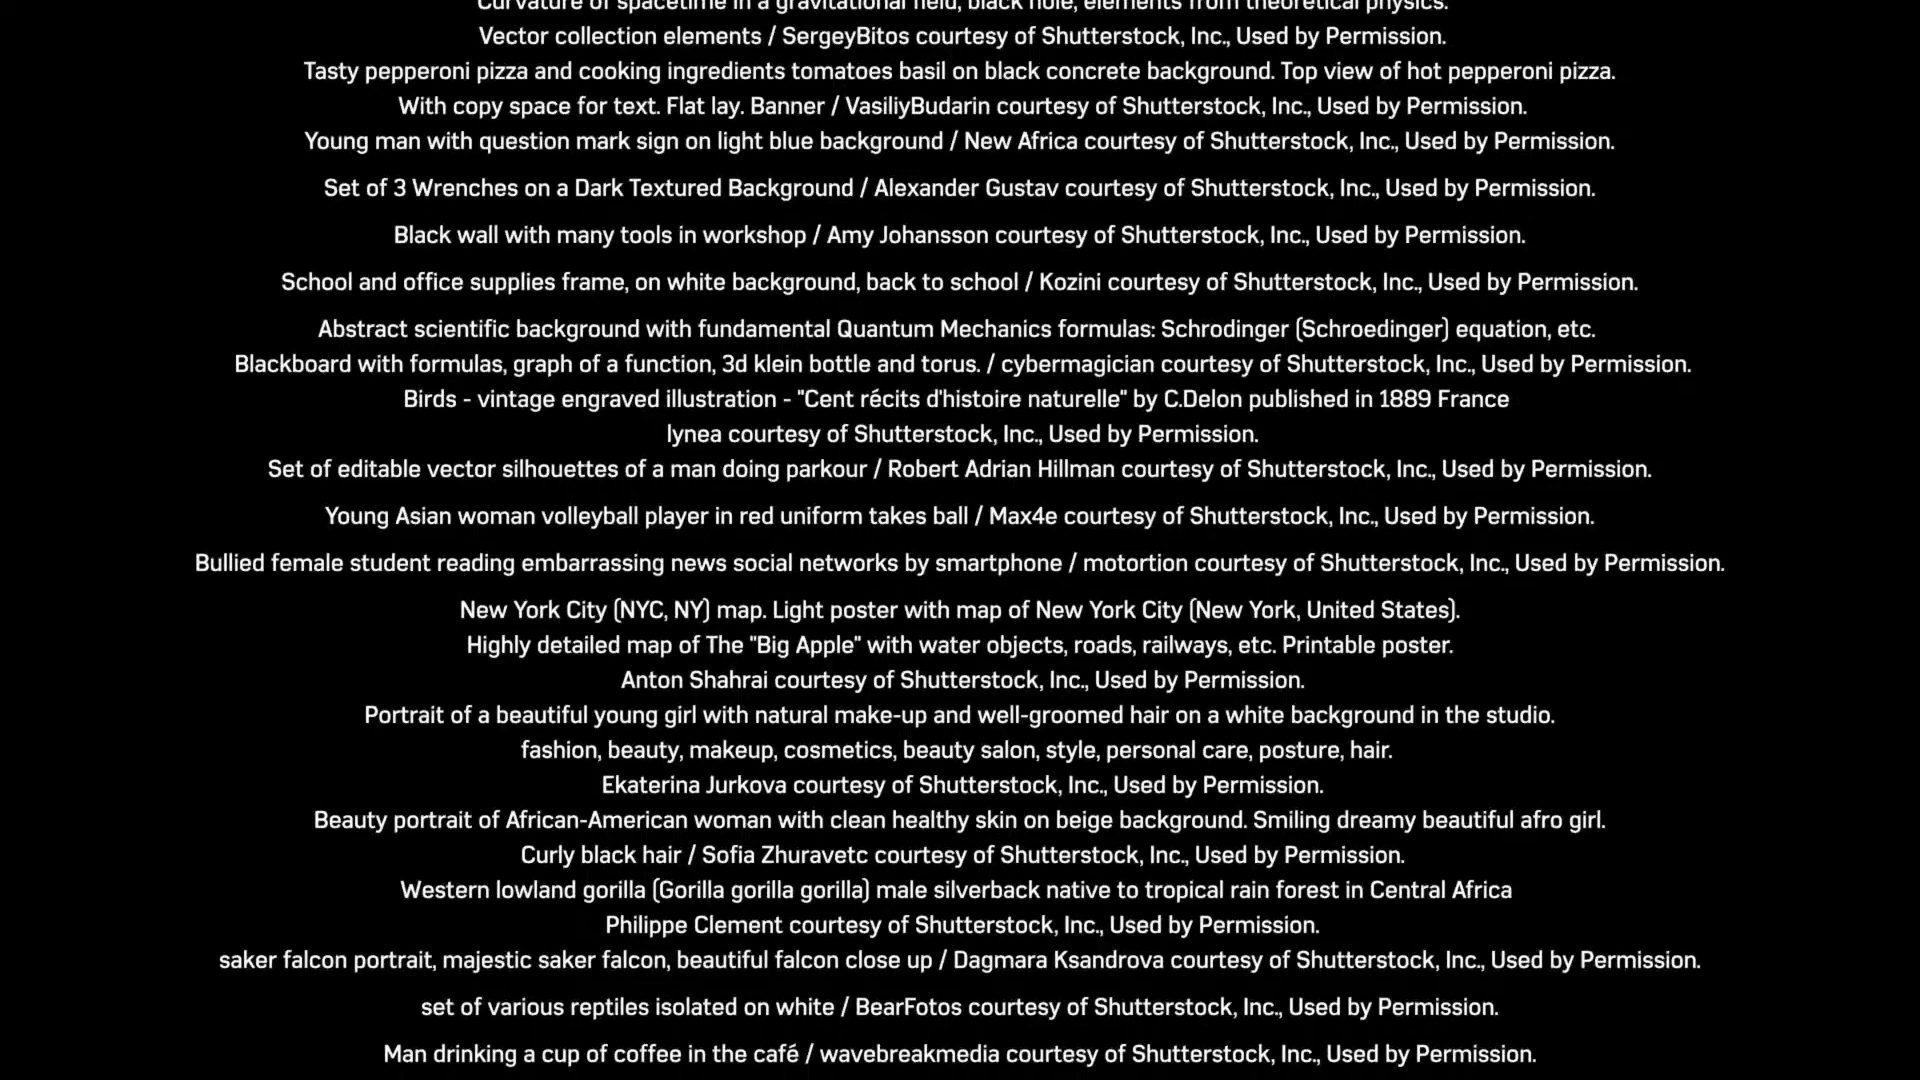 Curvature of spacetime in a gravitational field, black hole, elements from theoretical physics.
Vector collection elements / SergeyBitos courtesy of Shutterstock, Inc., Used by Permission.
Tasty pepperoni pizza and cooking ingredients tomatoes basil on black concrete background. Top view of hot pepperoni pizza.
With copy space for text. Flat lay. Banner / VasiliyBudarin courtesy of Shutterstock, Inc., Used by Permission.
Young man with question mark sign on light blue background / New Africa courtesy of Shutterstock, Inc., Used by Permission.
Set of 3 Wrenches on a Dark Textured Background / Alexander Gustav courtesy of Shutterstock, Inc., Used by Permission.
Black wall with many tools in workshop / Amy Johansson courtesy of Shutterstock, Inc., Used by Permission.
School and office supplies frame, on white background, back to school / Kozini courtesy of Shutterstock, Inc., Used by Permission.
Abstract scientific background with fundamental Quantum Mechanics formulas: Schrodinger (Schroedinger) equation, etc.
Blackboard with formulas, graph of a function, 3d klein bottle and torus. / cybermagician courtesy of Shutterstock, Inc., Used by Permission.
Birds - vintage engraved illustration - "Cent récits d'histoire naturelle" by C.Delon published in 1889 France
lynea courtesy of Shutterstock, Inc., Used by Permission.
Set of editable vector silhouettes of a man doing parkour / Robert Adrian Hillman courtesy of Shutterstock, Inc., Used by Permission.
Young Asian woman volleyball player in red uniform takes ball / Max4e courtesy of Shutterstock, Inc., Used by Permission.
Bullied female student reading embarrassing news social networks by smartphone / motortion courtesy of Shutterstock, Inc., Used by Permission.
New York City (NYC, NY) map. Light poster with map of New York City (New York, United States).
Highly detailed map of The "Big Apple" with water objects, roads, railways, etc. Printable poster.
Anton Shahrai courtesy of Shutterstock, Inc., Used by Permission.
Portrait of a beautiful young girl with natural make-up and well-groomed hair on a white background in the studio.
fashion, beauty, makeup, cosmetics, beauty salon, style, personal care, posture, hair.
Ekaterina Jurkova courtesy of Shutterstock, Inc., Used by Permission.
Beauty portrait of African-American woman with clean healthy skin on beige background. Smiling dreamy beautiful afro girl.
Curly black hair / Sofia Zhuravetc courtesy of Shutterstock, Inc., Used by Permission.
Western lowland gorilla (Gorilla gorilla gorilla) male silverback native to tropical rain forest in Central Africa
Philippe Clement courtesy of Shutterstock, Inc., Used by Permission.
saker falcon portrait, majestic saker falcon, beautiful falcon close up / Dagmara Ksandrova courtesy of Shutterstock, Inc., Used by Permission.
set of various reptiles isolated on white / BearFotos courtesy of Shutterstock, Inc., Used by Permission.
Man drinking a cup of coffee in the café / wavebreakmedia courtesy of Shutterstock, Inc., Used by Permission.